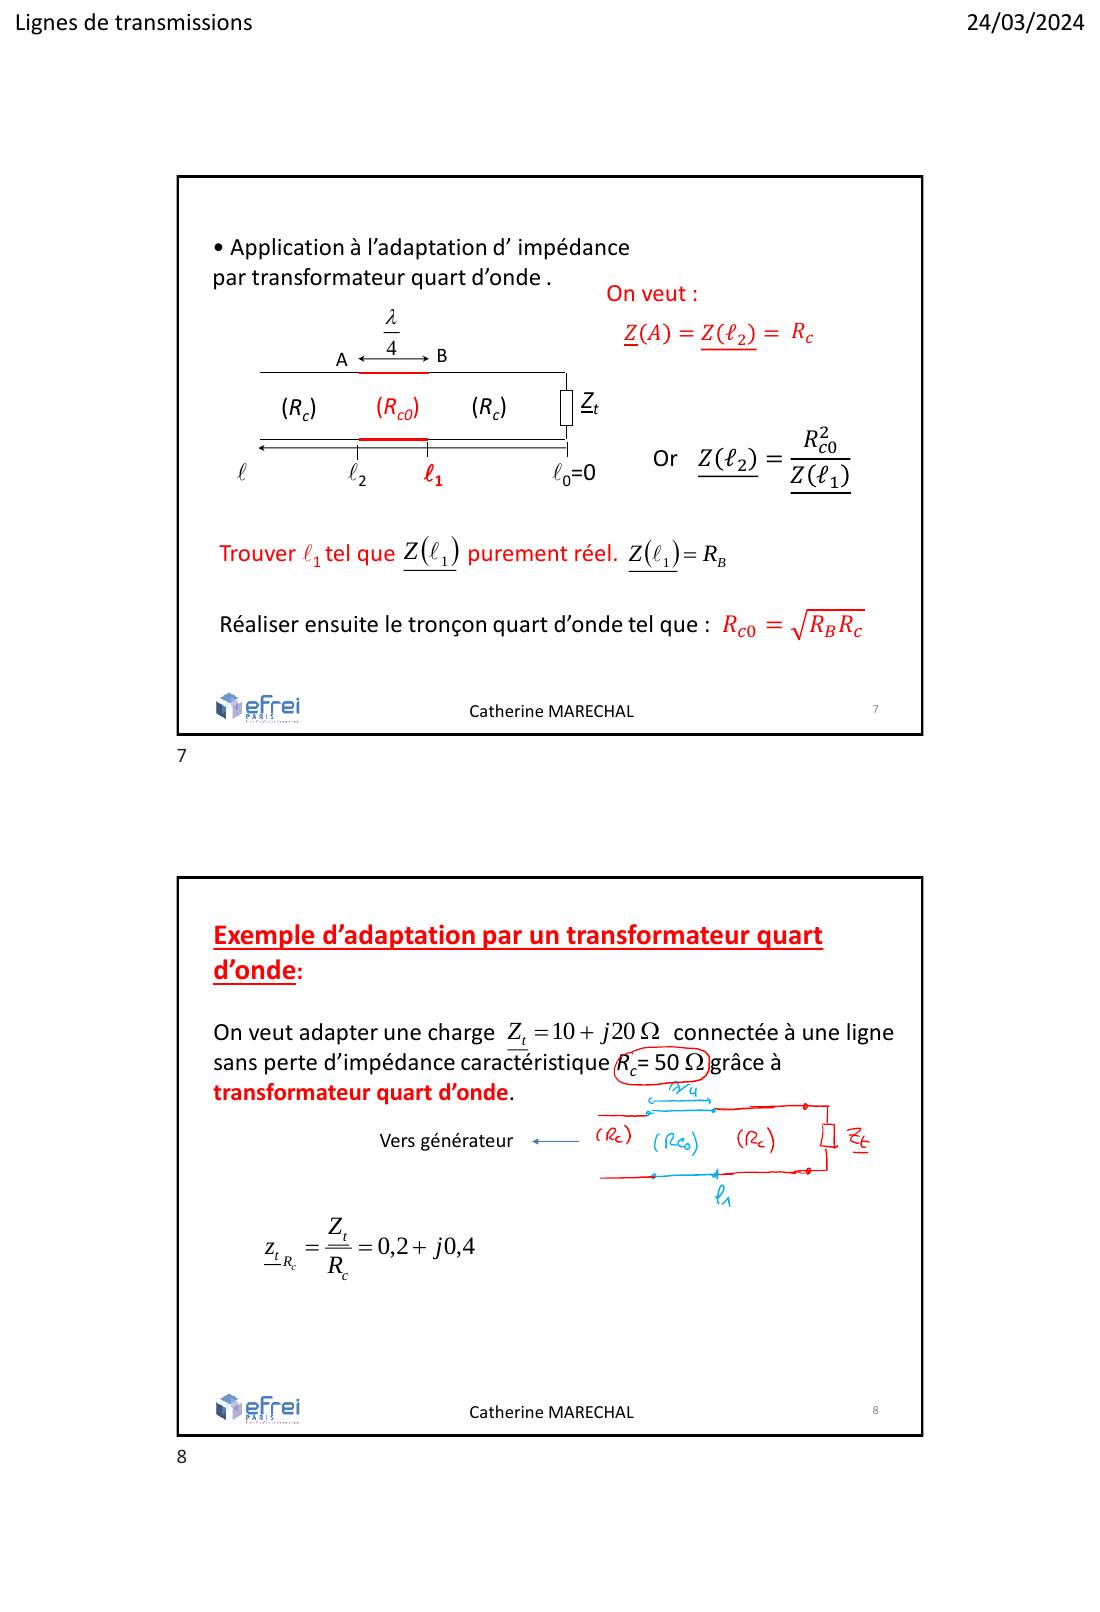 Lignes de transmissions 24/03/2024
• Application à l’adaptation d’ impédance
par transformateur quart d’onde .
On veut :
Z(A) = Z(ℓ2) = Rc
λ/4
A B
(Rc) (Rc0) (Rc) Zt
ℓ ℓ2 ℓ1 ℓ0=0
Or Z(ℓ2) = Rc0² / Z(ℓ1)
Trouver ℓ1 tel que Z(ℓ1) purement réel. Z(ℓ1) = RB
Réaliser ensuite le tronçon quart d’onde tel que : Rc0 = √(RB Rc)
efrei
PARIS
Catherine MARECHAL
7
7
Exemple d’adaptation par un transformateur quart
d’onde:
On veut adapter une charge Zt = 10 + j20 Ω connectée à une ligne
sans perte d’impédance caractéristique Rc= 50 Ω grâce à
transformateur quart d’onde.
λ/4
Vers générateur
(Rc) (Rc0) (Rc) Zt
ℓ1
zt Rc = Zt / Rc = 0,2 + j0,4
efrei
PARIS
Catherine MARECHAL
8
8